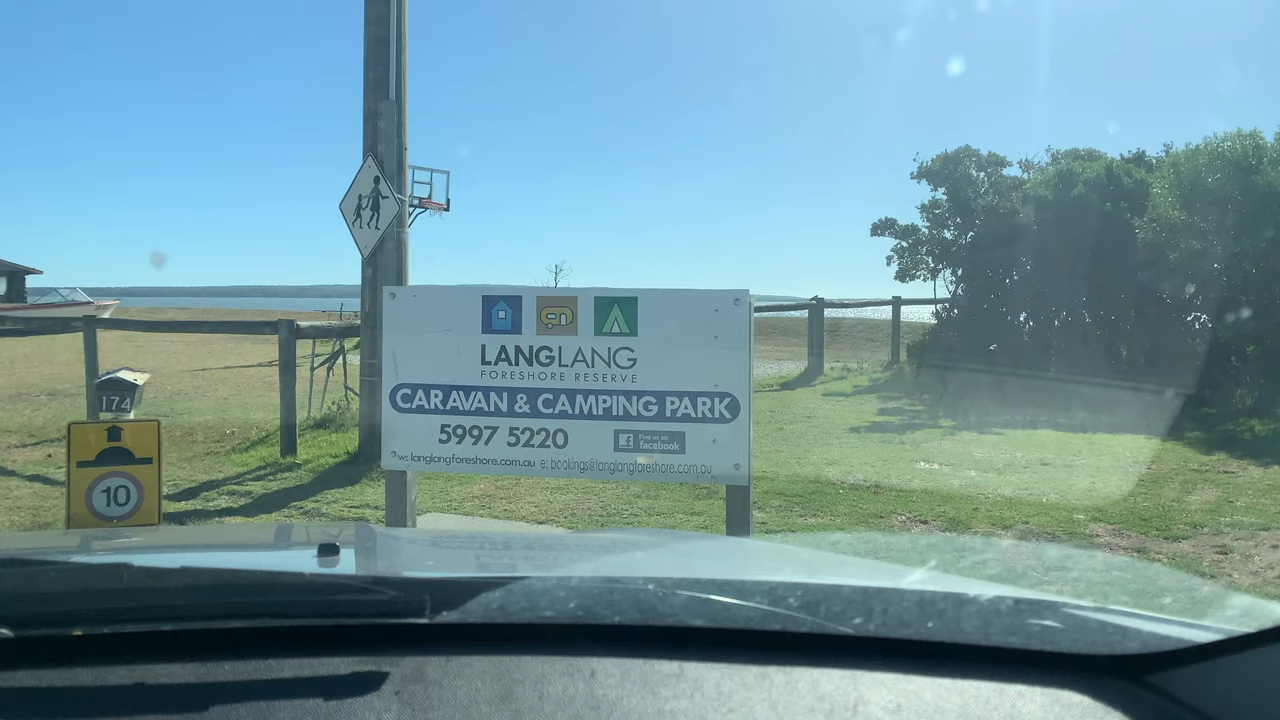 LANGLANG
FORESHORE RESERVE
CARAVAN & CAMPING PARK
5997 5220
Find us on
facebook
w: langlangforeshore.com.au e: bookings@langlangforeshore.com.au
174
10